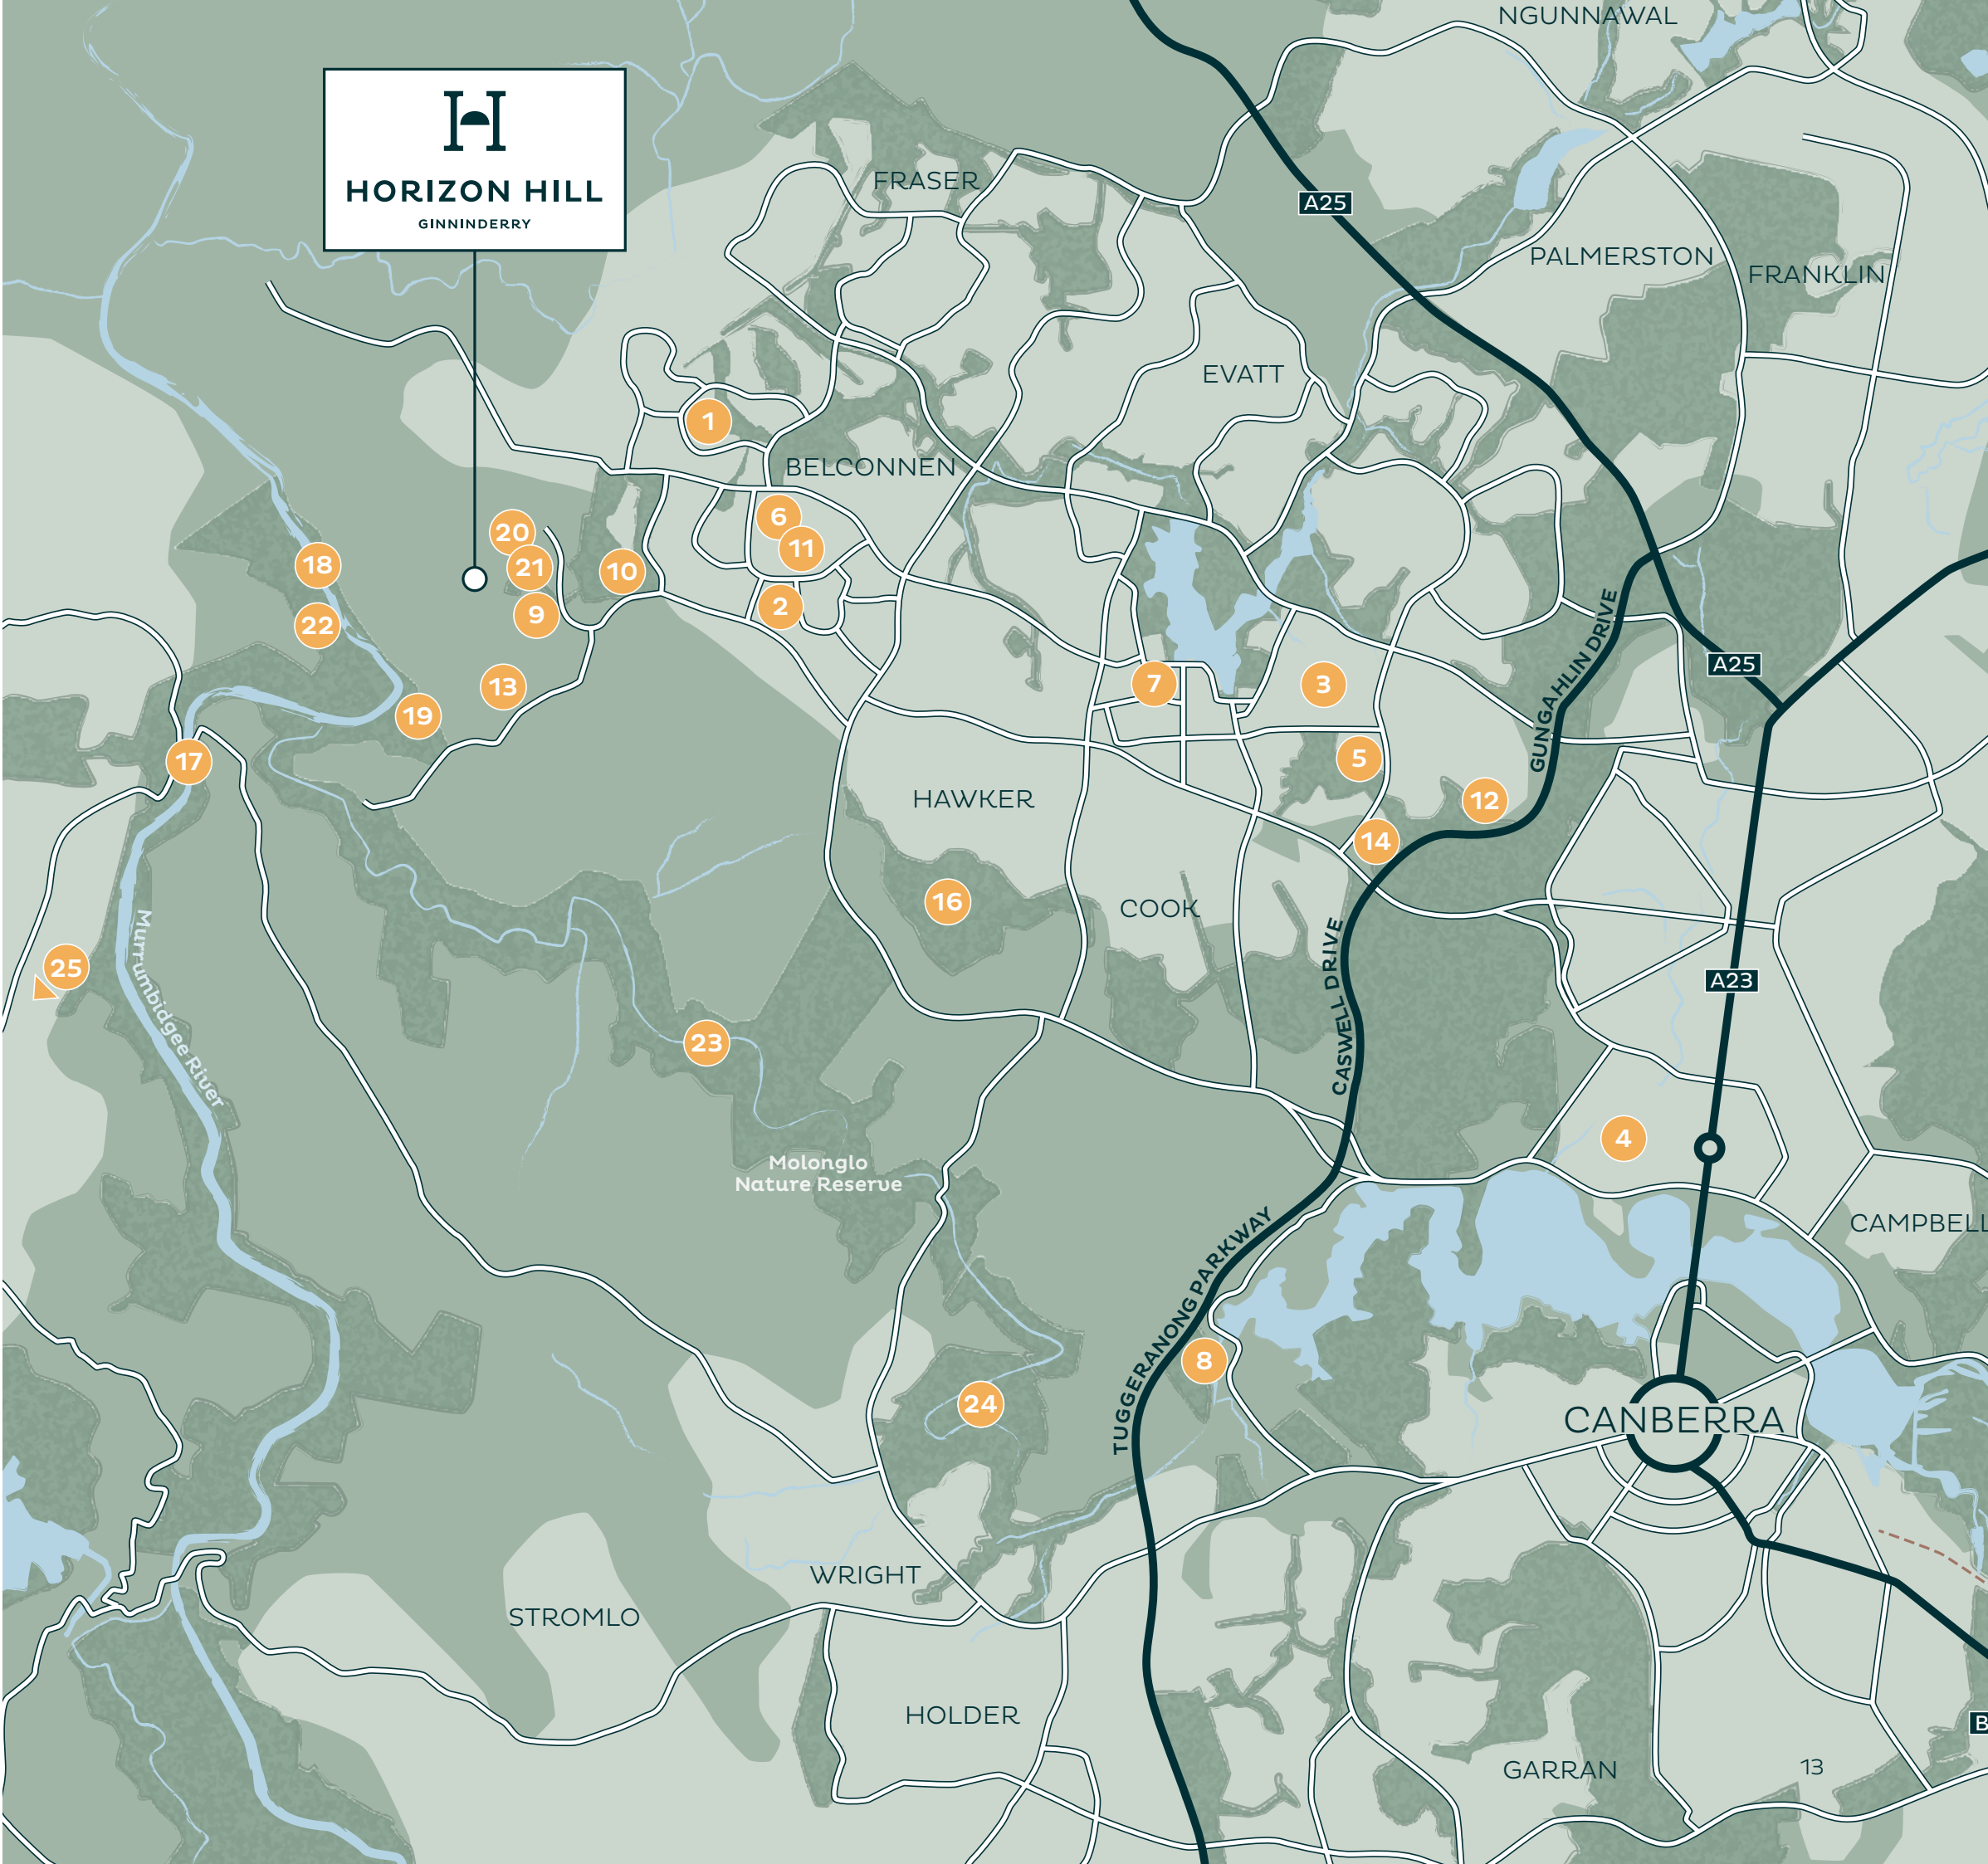 NGUNNAWAL
H
HORIZON HILL
GINNINDERRY
FRASER
A25
PALMERSTON
FRANKLIN
EVATT
1
BELCONNEN
6
11
20
21
18
10
9
2
22
GUNGAHLIN DRIVE
A25
13
7
3
19
17
5
HAWKER
12
14
16
COOK
Murrumbidgee River
25
CASWELL DRIVE
A23
23
4
Molonglo
Nature Reserve
CAMPBELL
TUGGERANONG PARKWAY
8
24
CANBERRA
WRIGHT
STROMLO
HOLDER
B
GARRAN
13